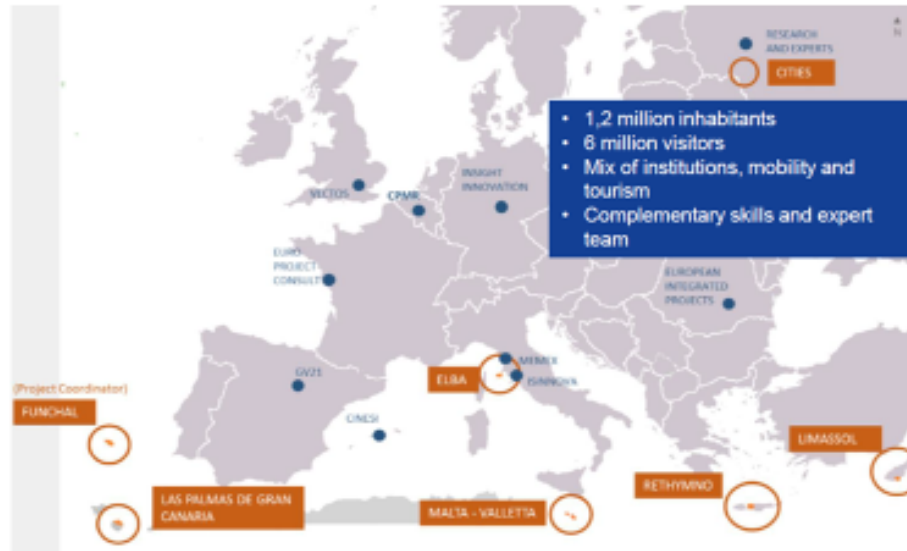 N
RESEARCH
AND EXPERTS
CITIES
• 1,2 million inhabitants
• 6 million visitors
• Mix of institutions, mobility and
tourism
• Complementary skills and expert
team
INSIGHT
INNOVATION
VECTOS
CPMR
EURO
PROJECT
CONSULT
EUROPEAN
INTEGRATED
PROJECTS
MEMEX
ISINNOVA
ELBA
GV21
(Project Coordinator)
FUNCHAL
CINESI
LIMASSOL
RETHYMNO
LAS PALMAS DE GRAN
CANARIA
MALTA - VALLETTA